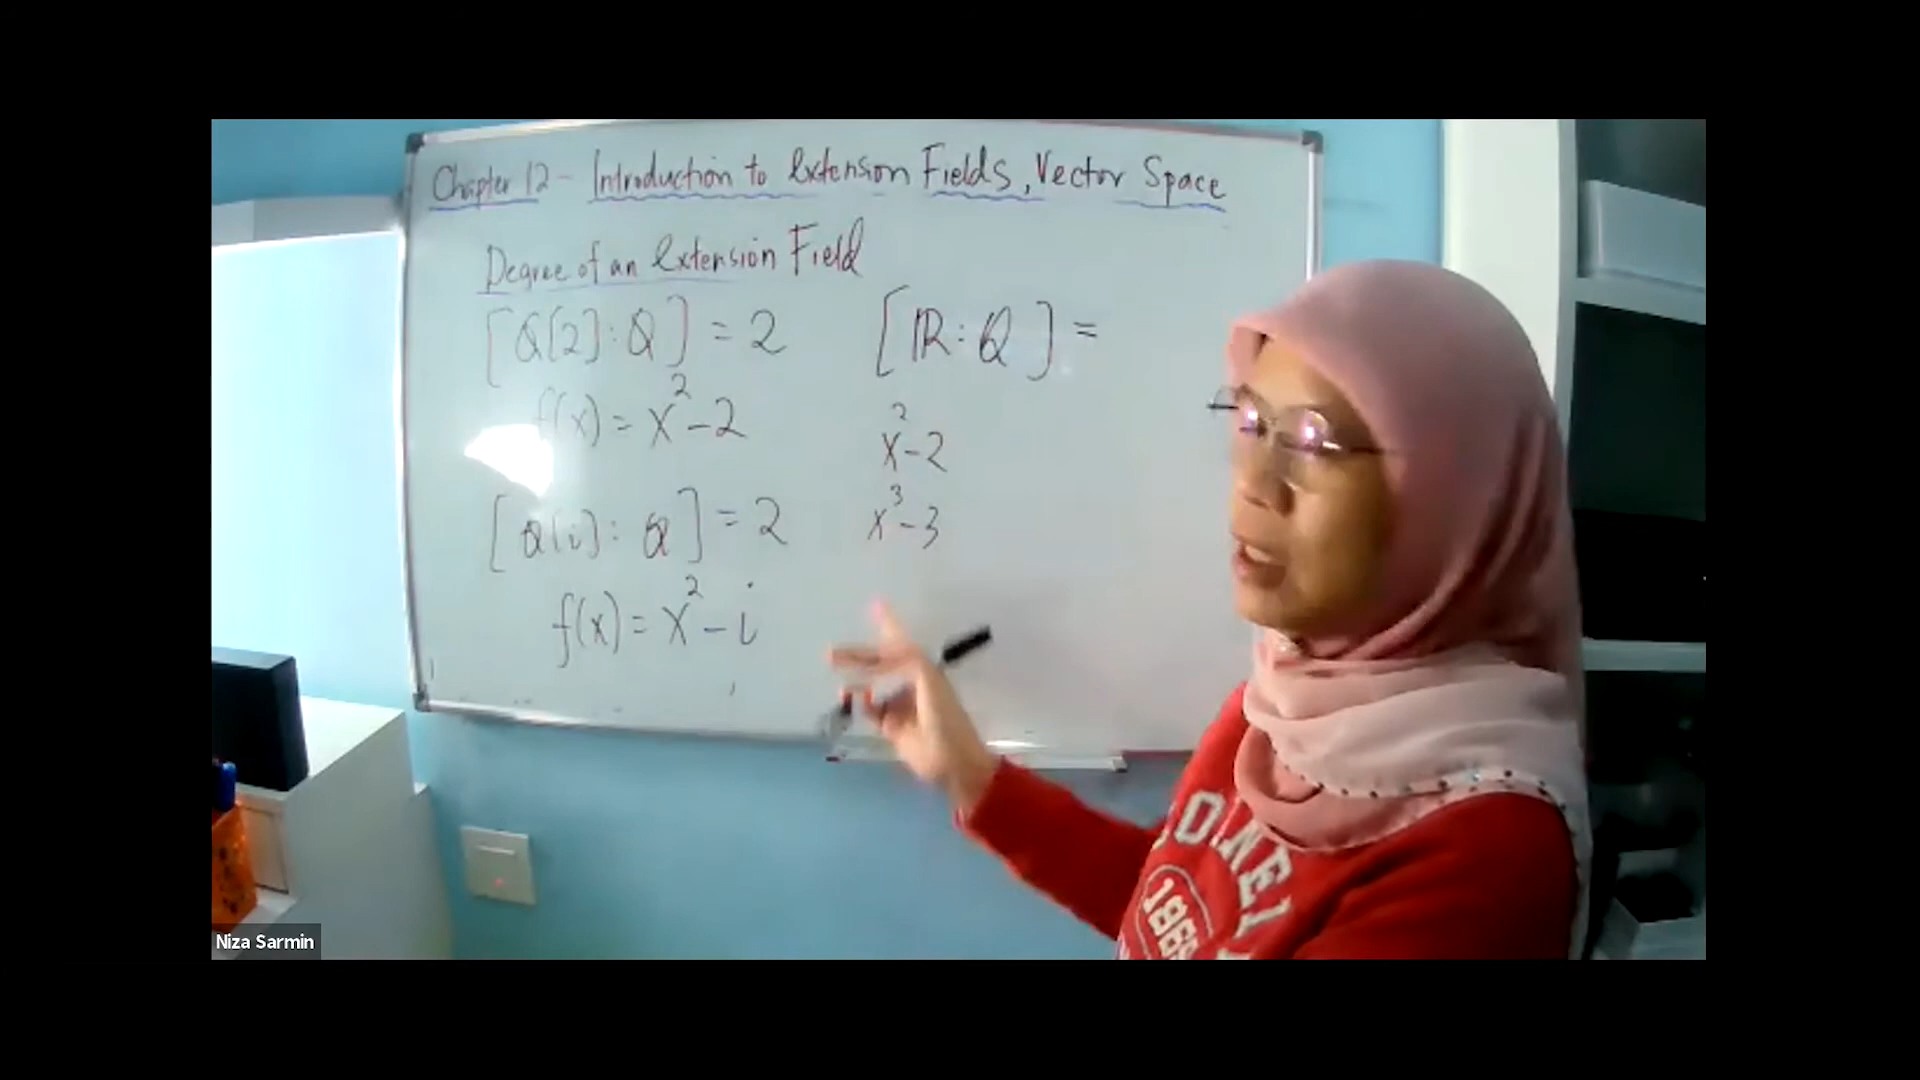 Chapter 12 - Introduction to Extension Fields, Vector Space
Degree of an Extension Field
[Q[2] : Q] = 2
f(x) = x² - 2
[Q(i] : Q] = 2
f(x) = x² - i
[ℝ : Q] =
x² - 2
x³ - 3
Niza Sarmin